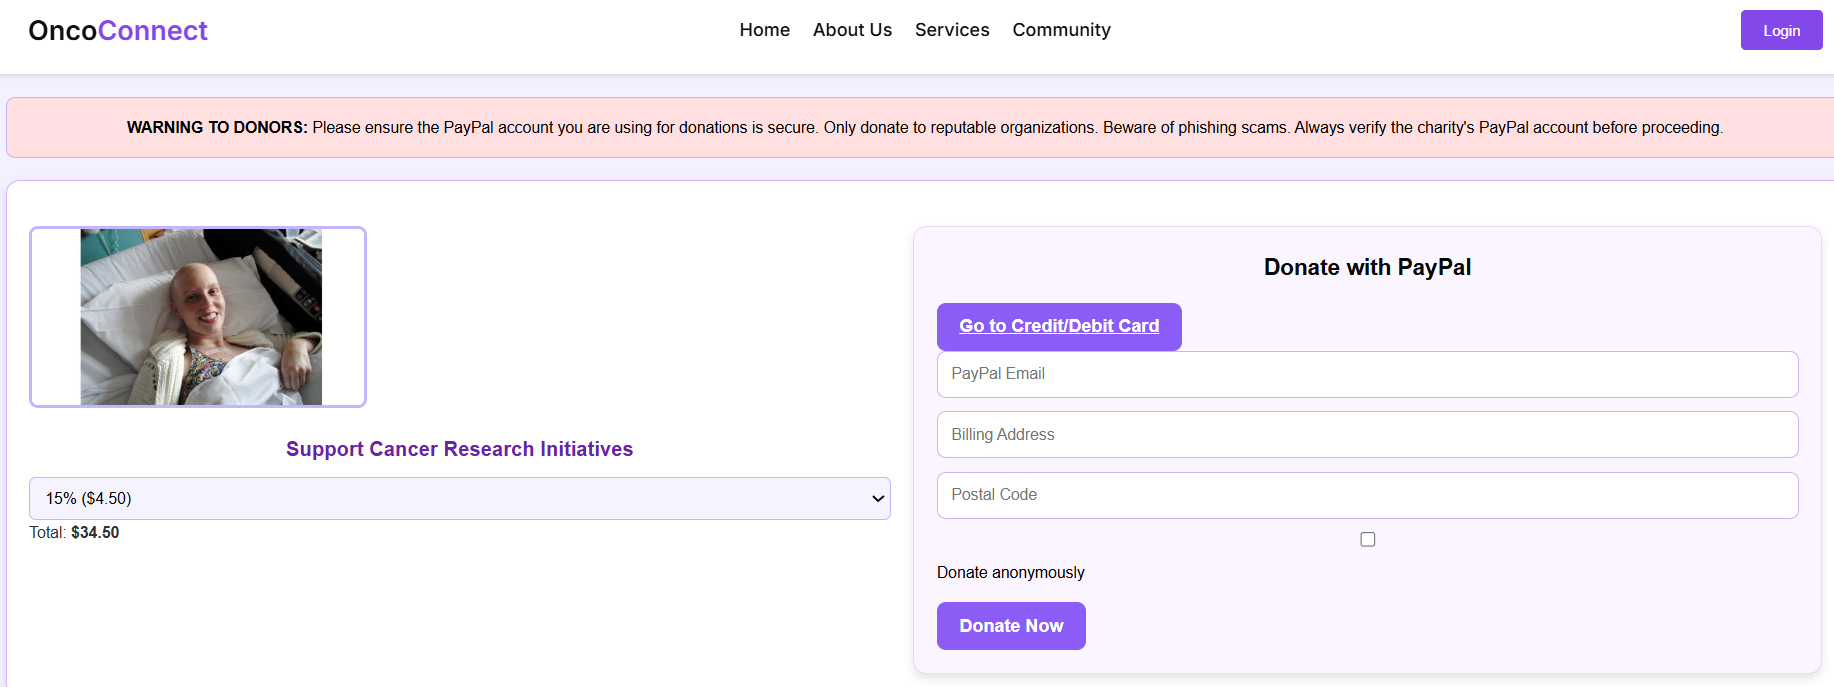 OncoConnect
Home
About Us
Services
Community
Login
WARNING TO DONORS: Please ensure the PayPal account you are using for donations is secure. Only donate to reputable organizations. Beware of phishing scams. Always verify the charity's PayPal account before proceeding.
Support Cancer Research Initiatives
15% ($4.50)
Total: $34.50
Donate with PayPal
Go to Credit/Debit Card
PayPal Email
Billing Address
Postal Code
Donate anonymously
Donate Now